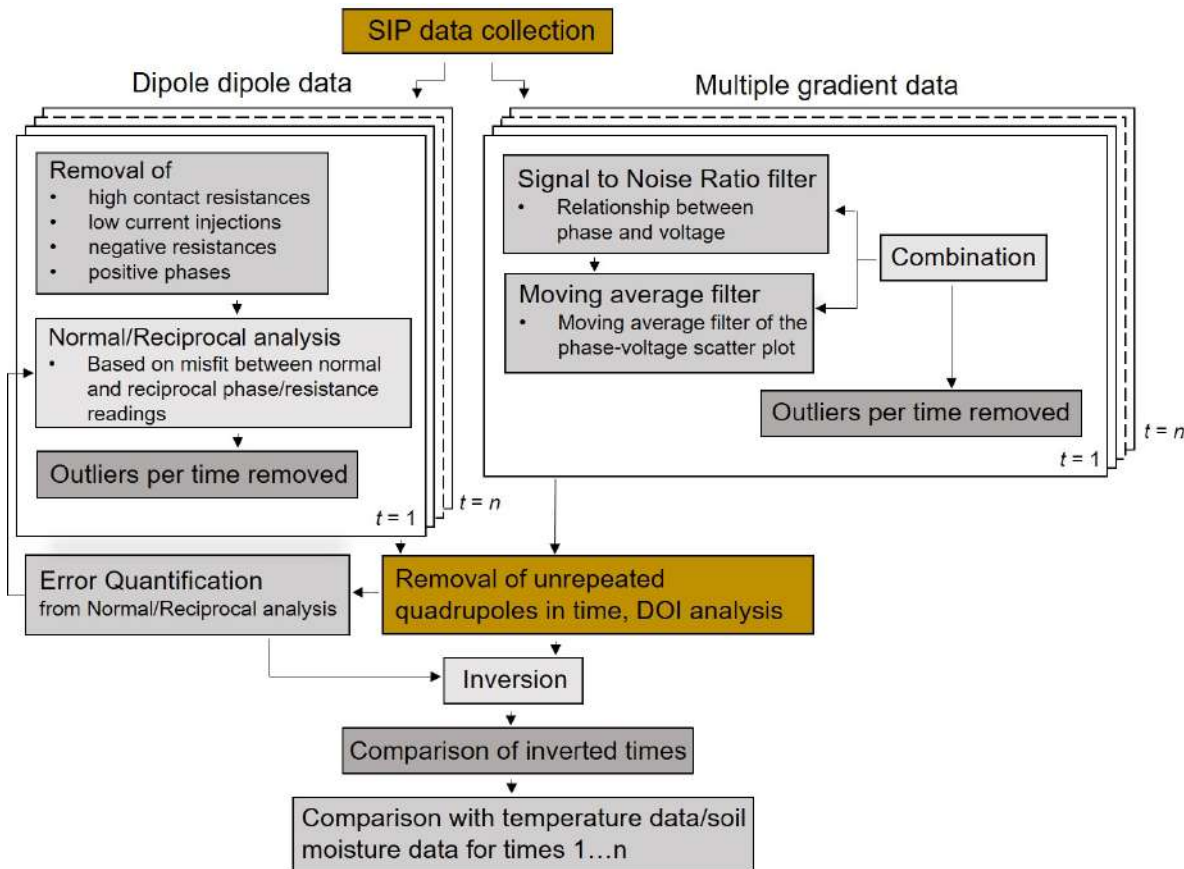 SIP data collection
Dipole dipole data
Removal of
• high contact resistances
• low current injections
• negative resistances
• positive phases
Normal/Reciprocal analysis
• Based on misfit between normal
and reciprocal phase/resistance
readings
Outliers per time removed
t = 1
t = n
Multiple gradient data
Signal to Noise Ratio filter
• Relationship between
phase and voltage
Moving average filter
• Moving average filter of the
phase-voltage scatter plot
Combination
Outliers per time removed
t = 1
t = n
Error Quantification
from Normal/Reciprocal analysis
Removal of unrepeated
quadrupoles in time, DOI analysis
Inversion
Comparison of inverted times
Comparison with temperature data/soil
moisture data for times 1…n